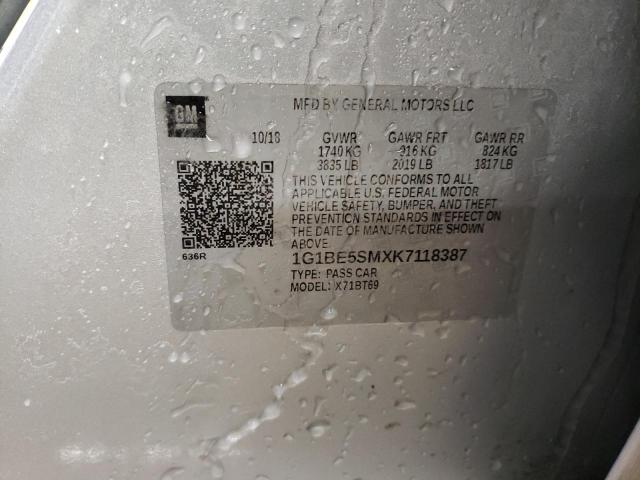 GM
MFD BY GENERAL MOTORS LLC
10/18 GVWR GAWR FRT GAWR RR
1740 KG 916 KG 824 KG
3835 LB 2019 LB 1817 LB
THIS VEHICLE CONFORMS TO ALL
APPLICABLE U.S. FEDERAL MOTOR
VEHICLE SAFETY, BUMPER, AND THEFT
PREVENTION STANDARDS IN EFFECT ON
THE DATE OF MANUFACTURE SHOWN
ABOVE.
636R
1G1BE5SMXK7118387
TYPE: PASS CAR
MODEL: X71BT69